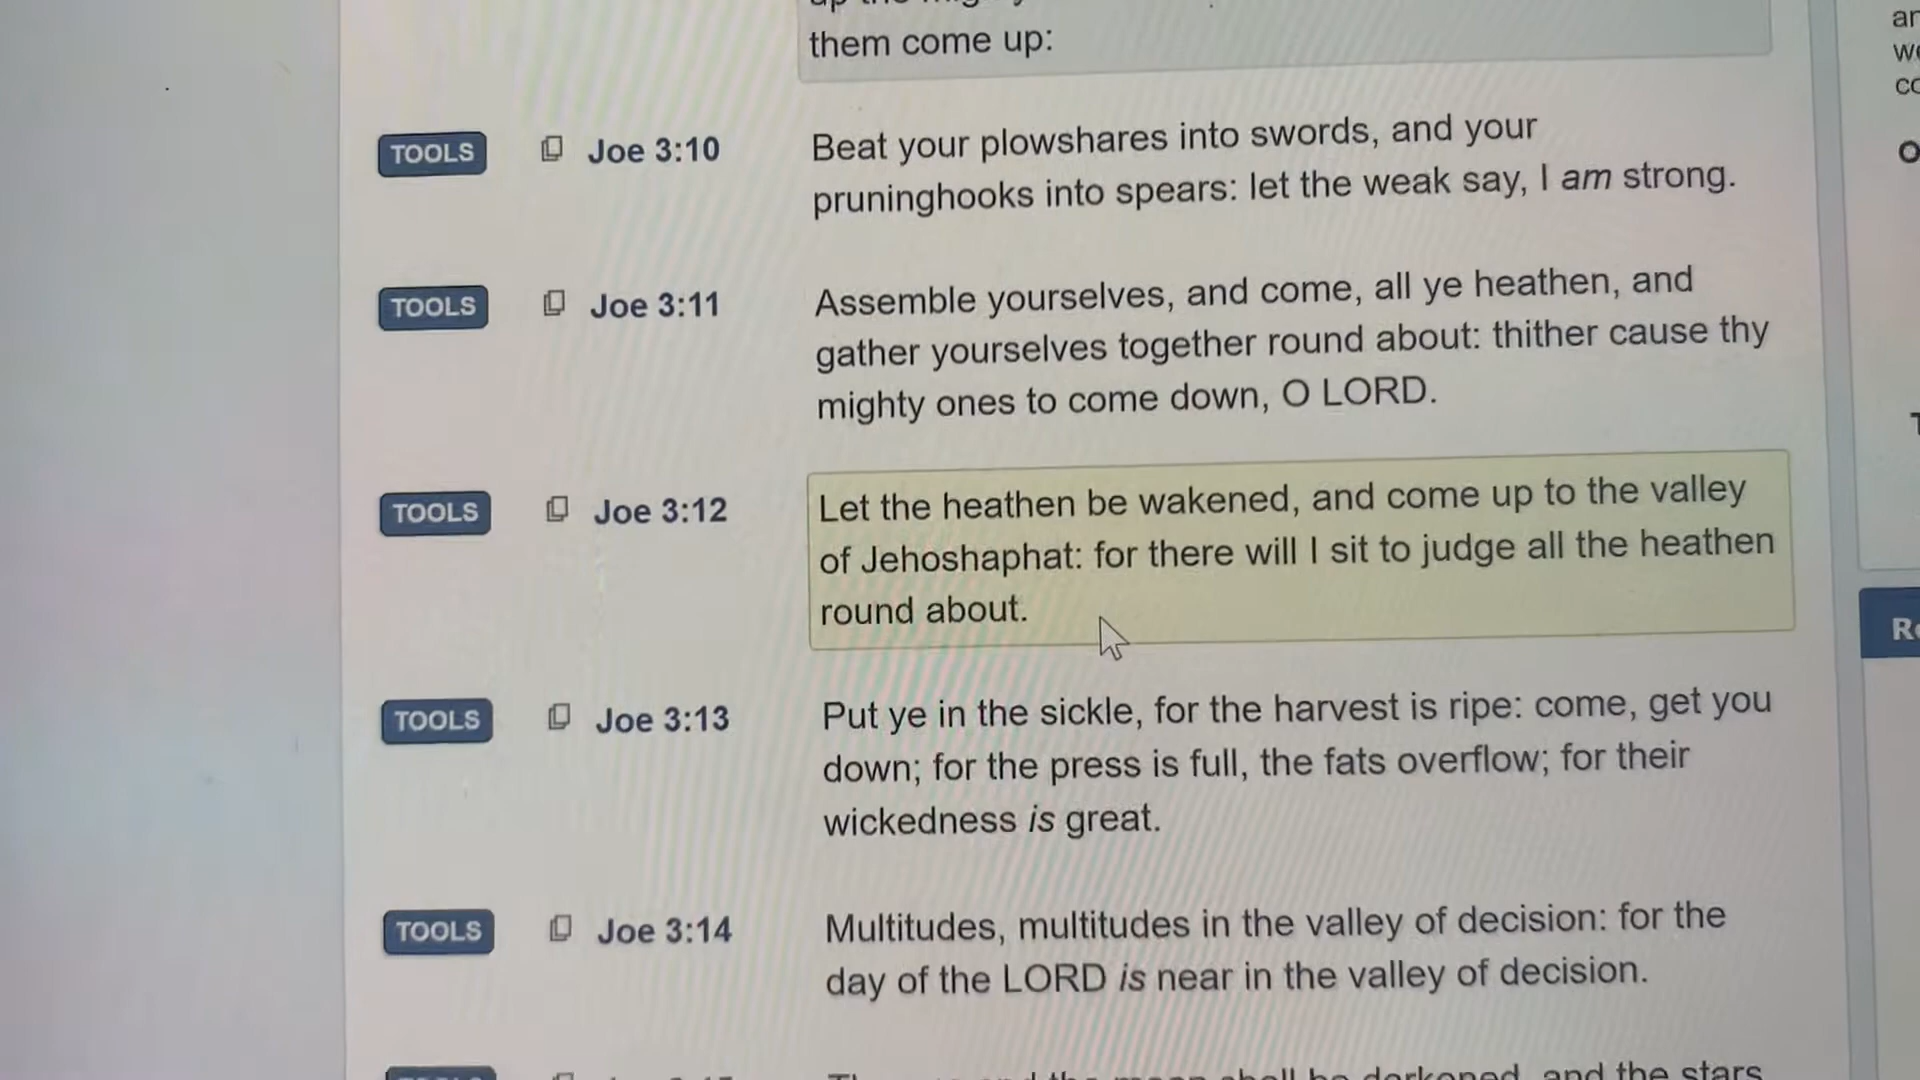 them come up:
TOOLS Joe 3:10 Beat your plowshares into swords, and your
pruninghooks into spears: let the weak say, I am strong.
TOOLS Joe 3:11 Assemble yourselves, and come, all ye heathen, and
gather yourselves together round about: thither cause thy
mighty ones to come down, O LORD.
TOOLS Joe 3:12 Let the heathen be wakened, and come up to the valley
of Jehoshaphat: for there will I sit to judge all the heathen
round about.
TOOLS Joe 3:13 Put ye in the sickle, for the harvest is ripe: come, get you
down; for the press is full, the fats overflow; for their
wickedness is great.
TOOLS Joe 3:14 Multitudes, multitudes in the valley of decision: for the
day of the LORD is near in the valley of decision.
and the stars